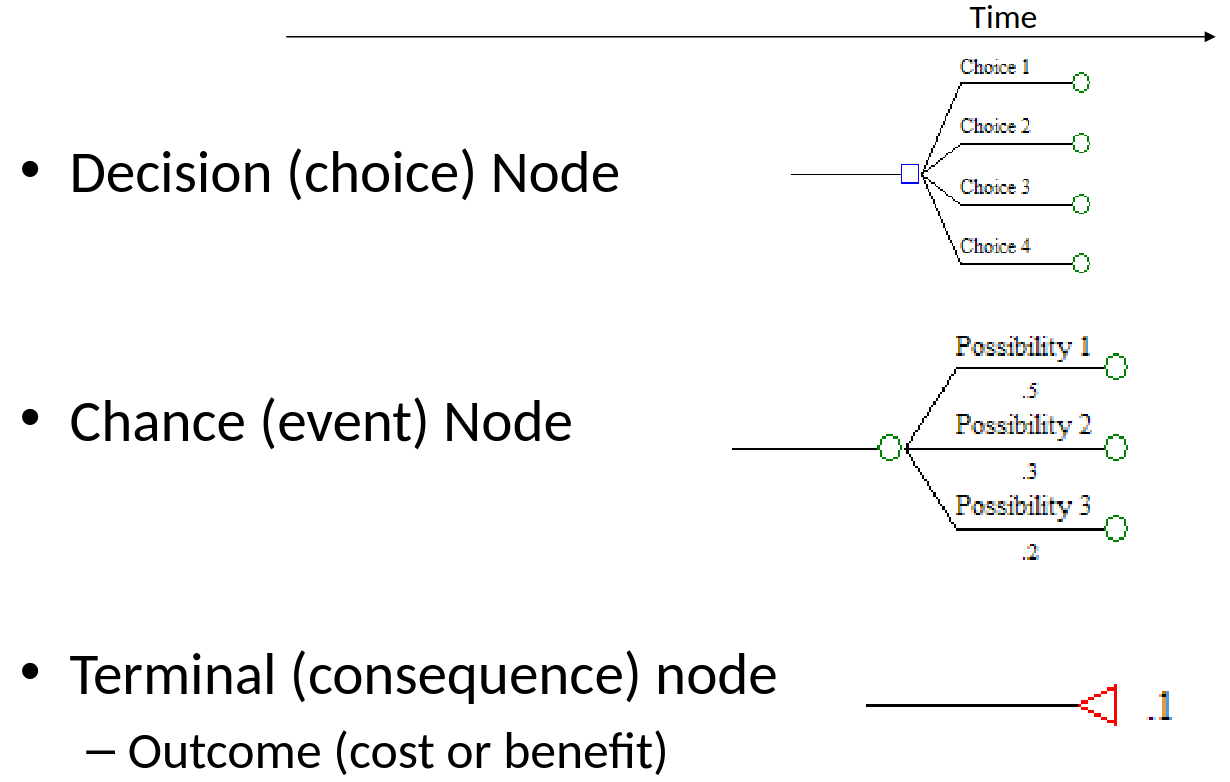 Time
Choice 1
Choice 2
• Decision (choice) Node
Choice 3
Choice 4
Possibility 1
.5
• Chance (event) Node
Possibility 2
.3
Possibility 3
.2
• Terminal (consequence) node
.1
– Outcome (cost or benefit)